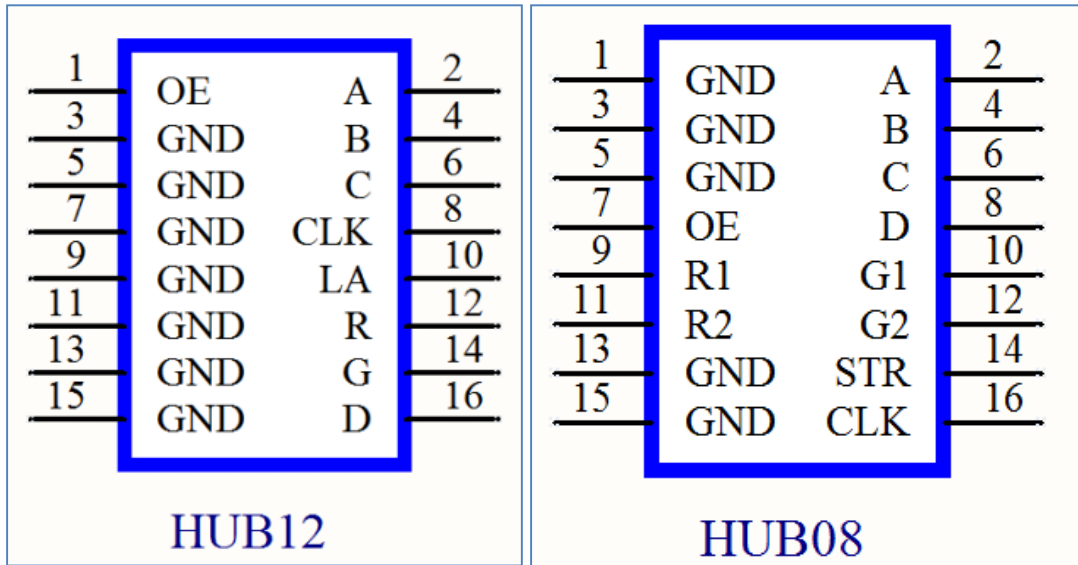 1 OE A 2
3 GND B 4
5 GND C 6
7 GND CLK 8
9 GND LA 10
11 GND R 12
13 GND G 14
15 GND D 16
HUB12
1 GND A 2
3 GND B 4
5 GND C 6
7 OE D 8
9 R1 G1 10
11 R2 G2 12
13 GND STR 14
15 GND CLK 16
HUB08